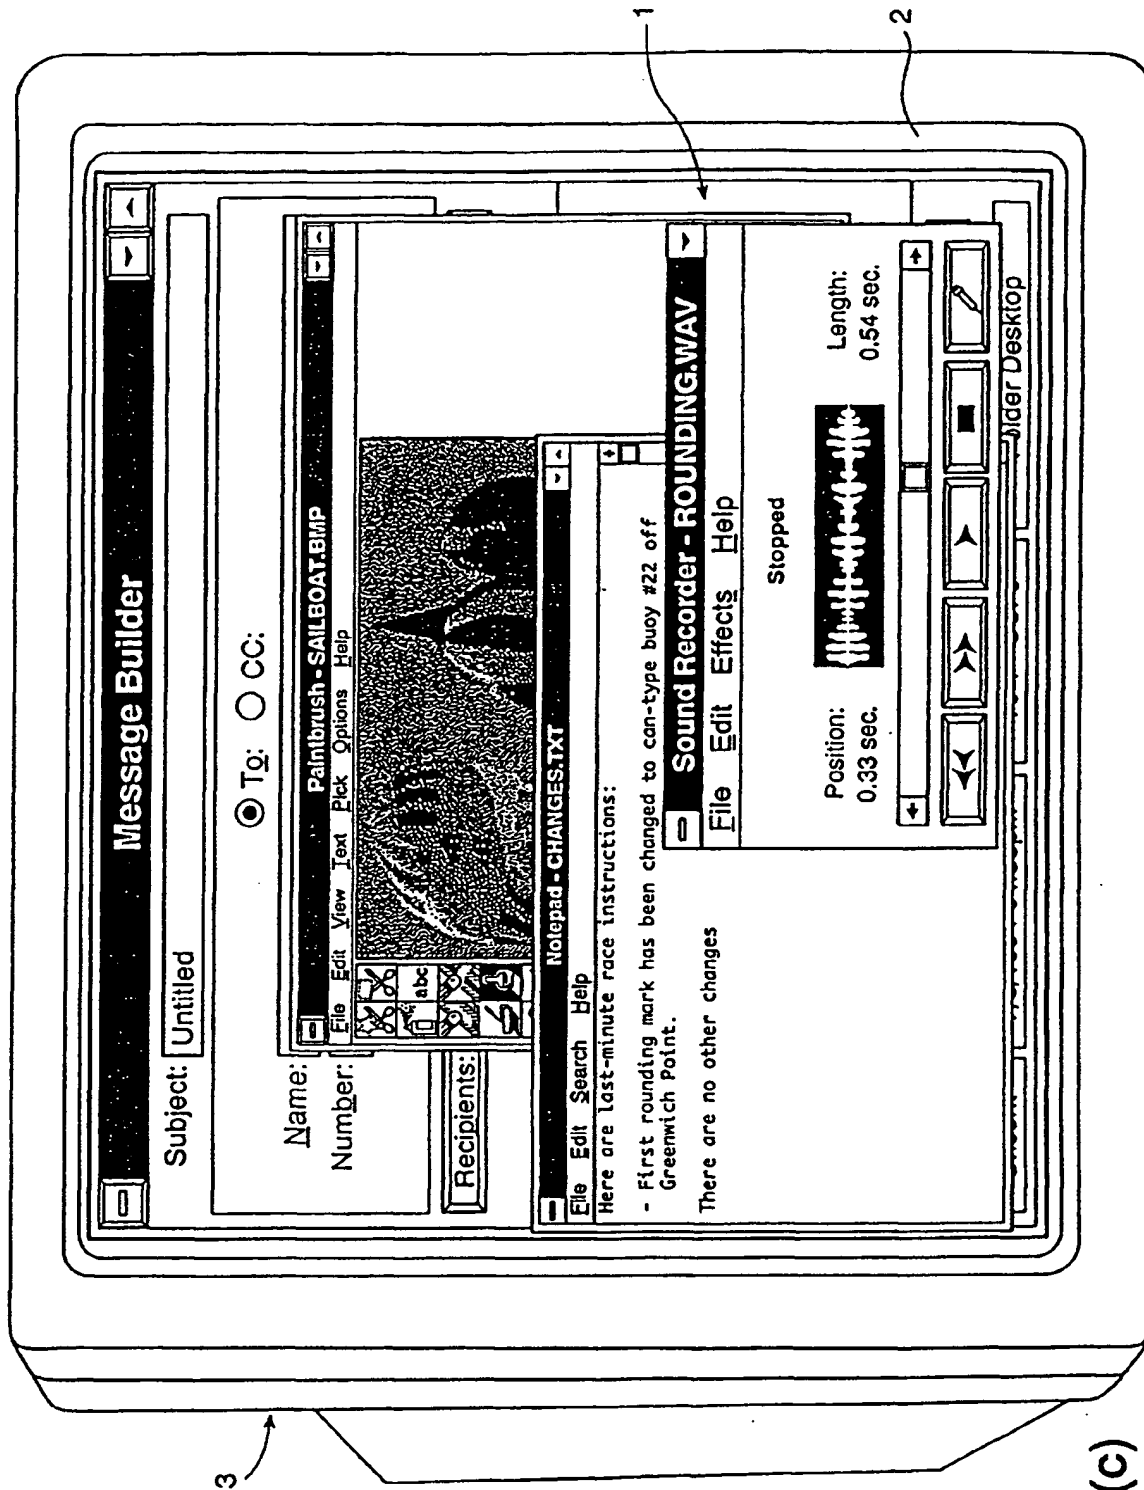 Message Builder
Subject: Untitled
To: CC:
Name:
Number:
Recipients:
Paintbrush - SAILBOAT.BMP
File Edit View Text Pick Options Help
abc
Notepad - CHANGES.TXT
File Edit Search Help
Here are last-minute race instructions:
- First rounding mark has been changed to can-type buoy #22 off
Greenwich Point.
There are no other changes
Sound Recorder - ROUNDING.WAV
File Edit Effects Help
Stopped
Position:
0.33 sec.
Length:
0.54 sec.
Desktop
1
2
3
(C)